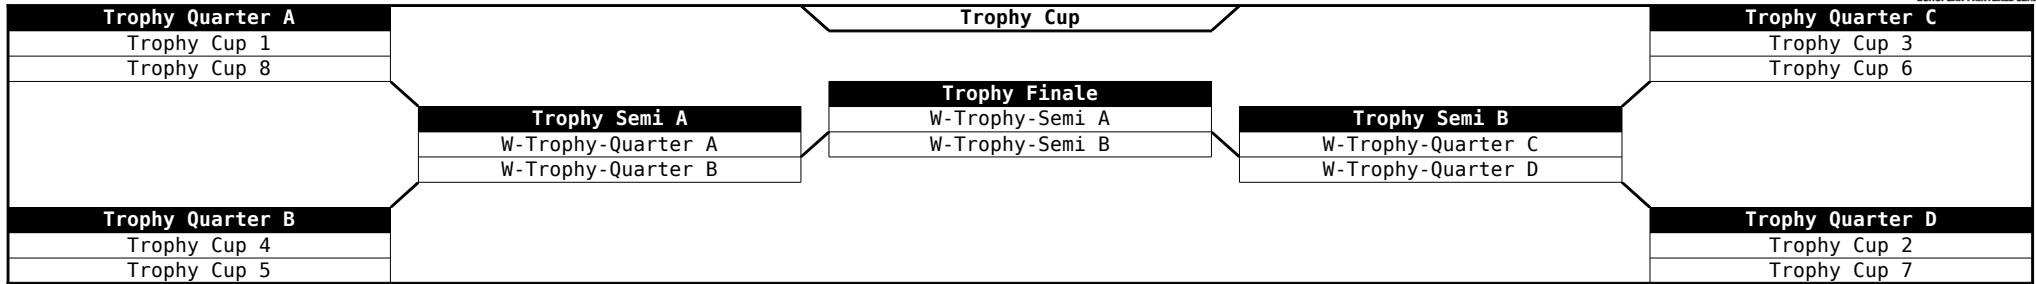 Trophy Cup
Trophy Quarter A
Trophy Cup 1
Trophy Cup 8
Trophy Quarter B
Trophy Cup 4
Trophy Cup 5
Trophy Semi A
W-Trophy-Quarter A
W-Trophy-Quarter B
Trophy Finale
W-Trophy-Semi A
W-Trophy-Semi B
Trophy Semi B
W-Trophy-Quarter C
W-Trophy-Quarter D
Trophy Quarter C
Trophy Cup 3
Trophy Cup 6
Trophy Quarter D
Trophy Cup 2
Trophy Cup 7